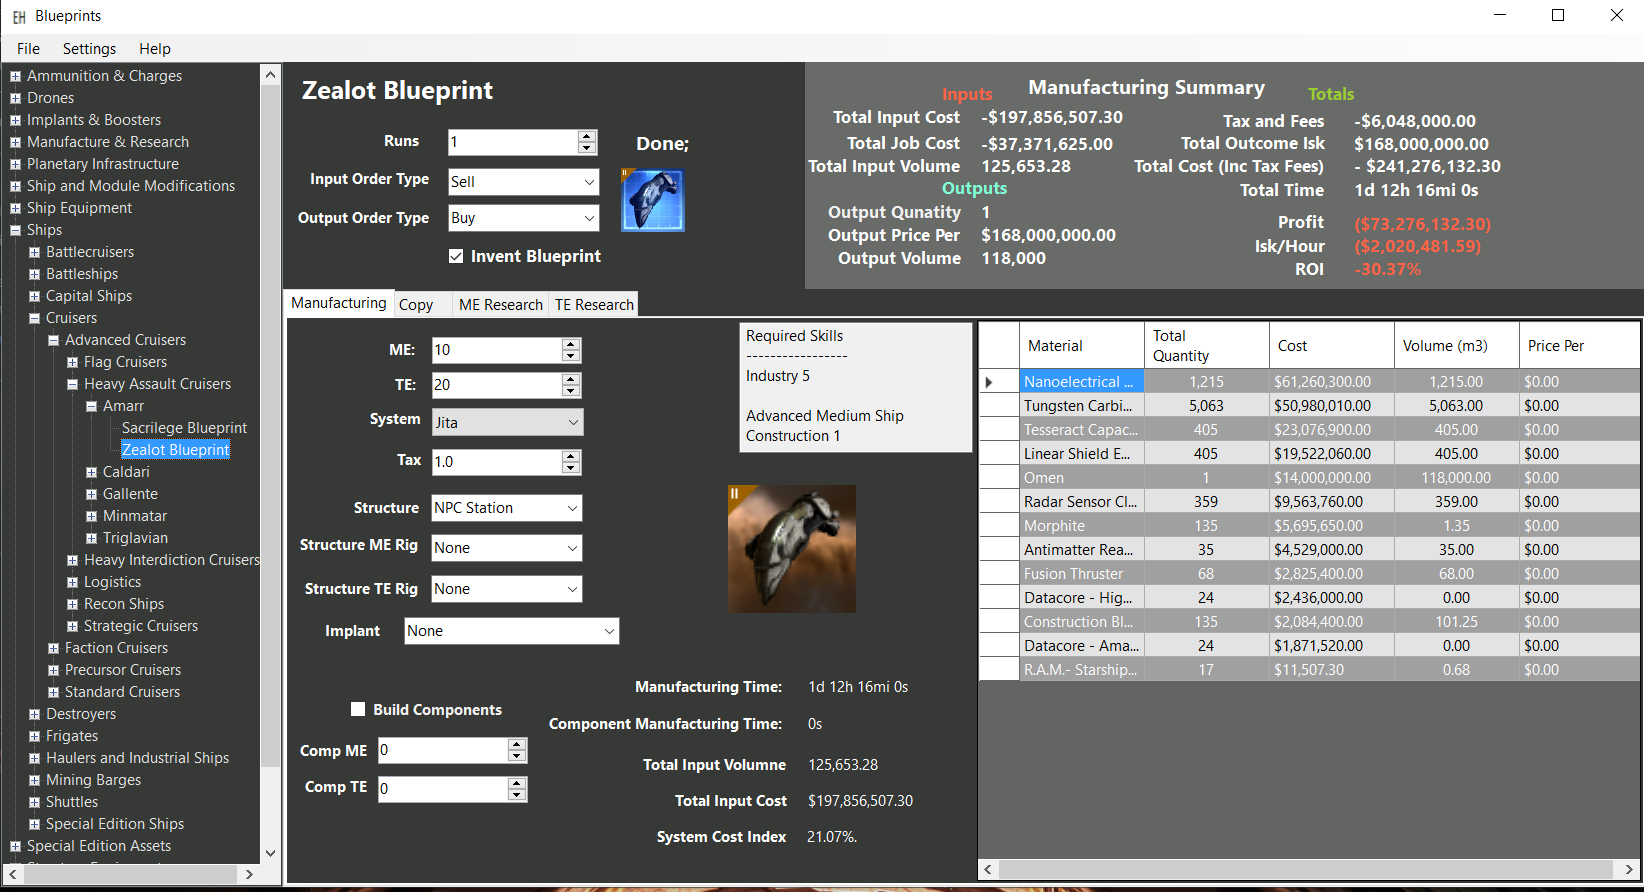 EH Blueprints
File Settings Help
Ammunition & Charges
Drones
Implants & Boosters
Manufacture & Research
Planetary Infrastructure
Ship and Module Modifications
Ship Equipment
Ships
Battlecruisers
Battleships
Capital Ships
Cruisers
Advanced Cruisers
Flag Cruisers
Heavy Assault Cruisers
Amarr
Sacrilege Blueprint
Zealot Blueprint
Caldari
Gallente
Minmatar
Triglavian
Heavy Interdiction Cruisers
Logistics
Recon Ships
Strategic Cruisers
Faction Cruisers
Precursor Cruisers
Standard Cruisers
Destroyers
Frigates
Haulers and Industrial Ships
Mining Barges
Shuttles
Special Edition Ships
Special Edition Assets
Zealot Blueprint
Runs 1 Done;
Input Order Type Sell
Output Order Type Buy
II
Invent Blueprint
Manufacturing Summary
Inputs
Total Input Cost -$197,856,507.30
Total Job Cost -$37,371,625.00
Total Input Volume 125,653.28
Outputs
Output Qunatity 1
Output Price Per $168,000,000.00
Output Volume 118,000
Totals
Tax and Fees -$6,048,000.00
Total Outcome Isk $168,000,000.00
Total Cost (Inc Tax Fees) - $241,276,132.30
Total Time 1d 12h 16mi 0s
Profit ($73,276,132.30)
Isk/Hour ($2,020,481.59)
ROI -30.37%
Manufacturing Copy ME Research TE Research
ME: 10
TE: 20
System Jita
Tax 1.0
Structure NPC Station
Structure ME Rig None
Structure TE Rig None
Implant None
Required Skills
-----------------
Industry 5
Advanced Medium Ship
Construction 1
II
Build Components
Comp ME 0
Comp TE 0
Manufacturing Time: 1d 12h 16mi 0s
Component Manufacturing Time: 0s
Total Input Volumne 125,653.28
Total Input Cost $197,856,507.30
System Cost Index 21.07%.
Material Total Quantity Cost Volume (m3) Price Per
Nanoelectrical ... 1,215 $61,260,300.00 1,215.00 $0.00
Tungsten Carbi... 5,063 $50,980,010.00 5,063.00 $0.00
Tesseract Capac... 405 $23,076,900.00 405.00 $0.00
Linear Shield E... 405 $19,522,060.00 405.00 $0.00
Omen 1 $14,000,000.00 118,000.00 $0.00
Radar Sensor Cl... 359 $9,563,760.00 359.00 $0.00
Morphite 135 $5,695,650.00 1.35 $0.00
Antimatter Rea... 35 $4,529,000.00 35.00 $0.00
Fusion Thruster 68 $2,825,400.00 68.00 $0.00
Datacore - Hig... 24 $2,436,000.00 0.00 $0.00
Construction Bl... 135 $2,084,400.00 101.25 $0.00
Datacore - Ama... 24 $1,871,520.00 0.00 $0.00
R.A.M.- Starship... 17 $11,507.30 0.68 $0.00